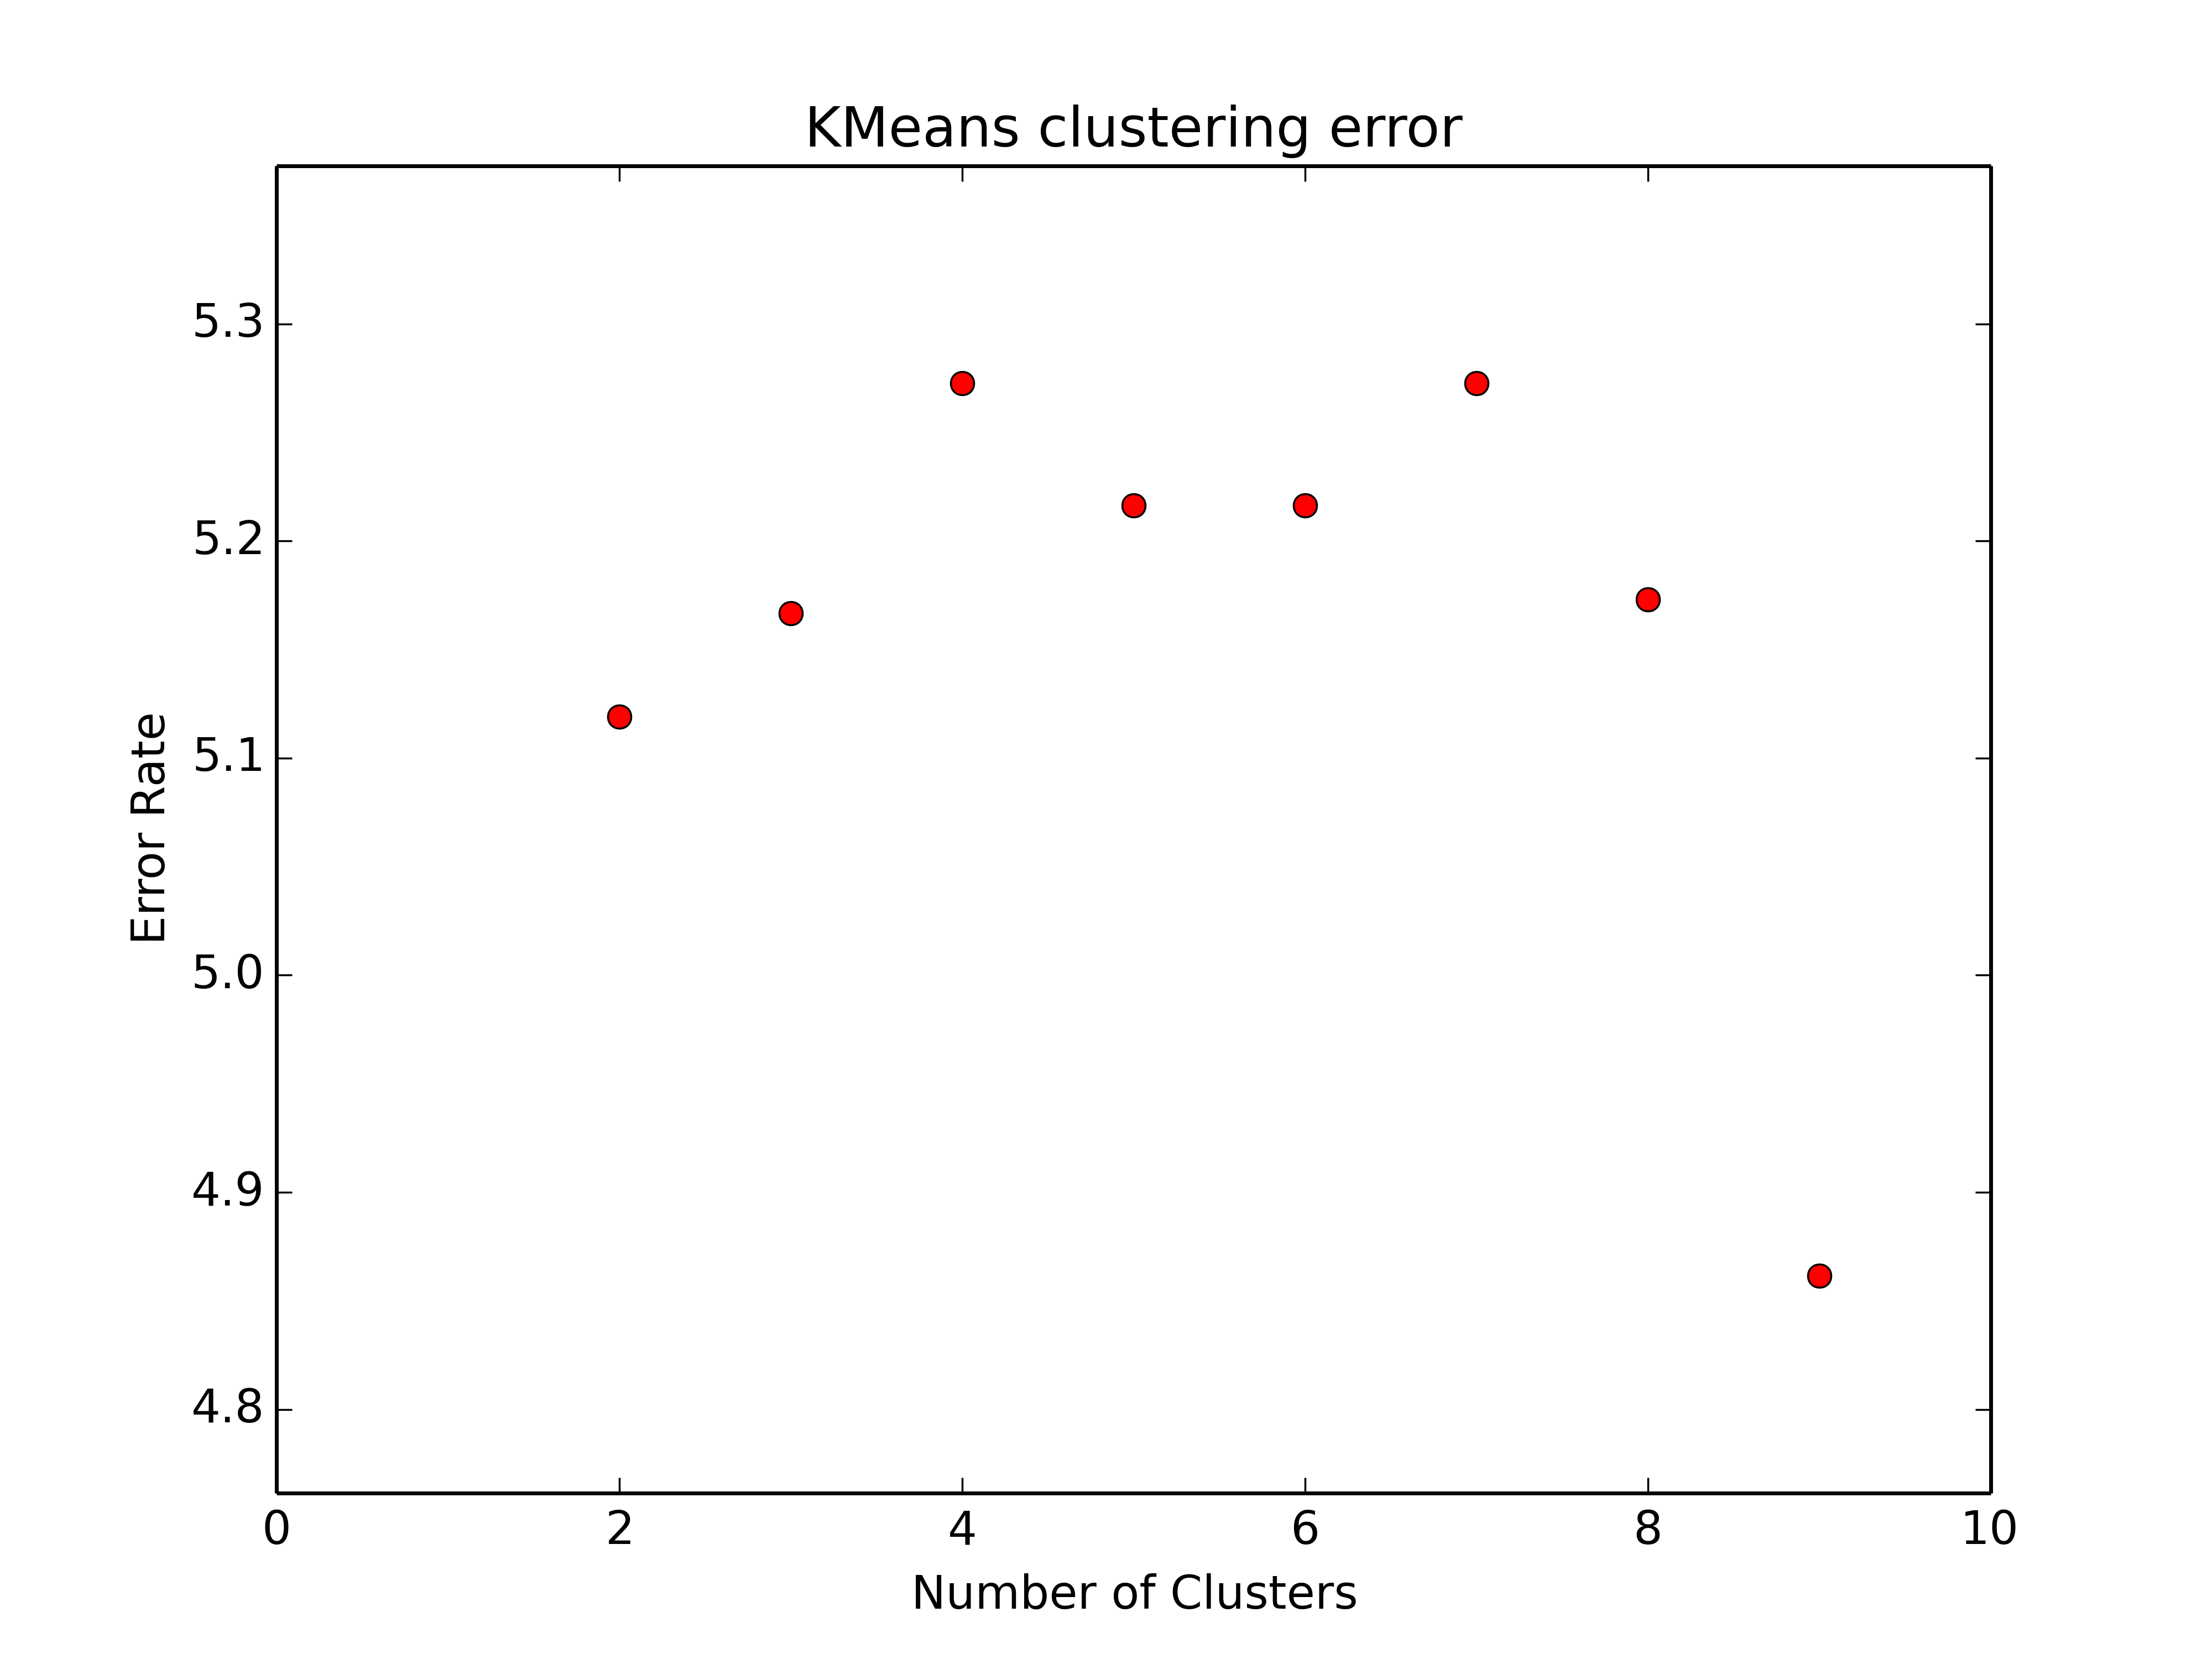 KMeans clustering error
5.3
5.2
5.1
5.0
4.9
4.8
Error Rate
0 2 4 6 8 10
Number of Clusters